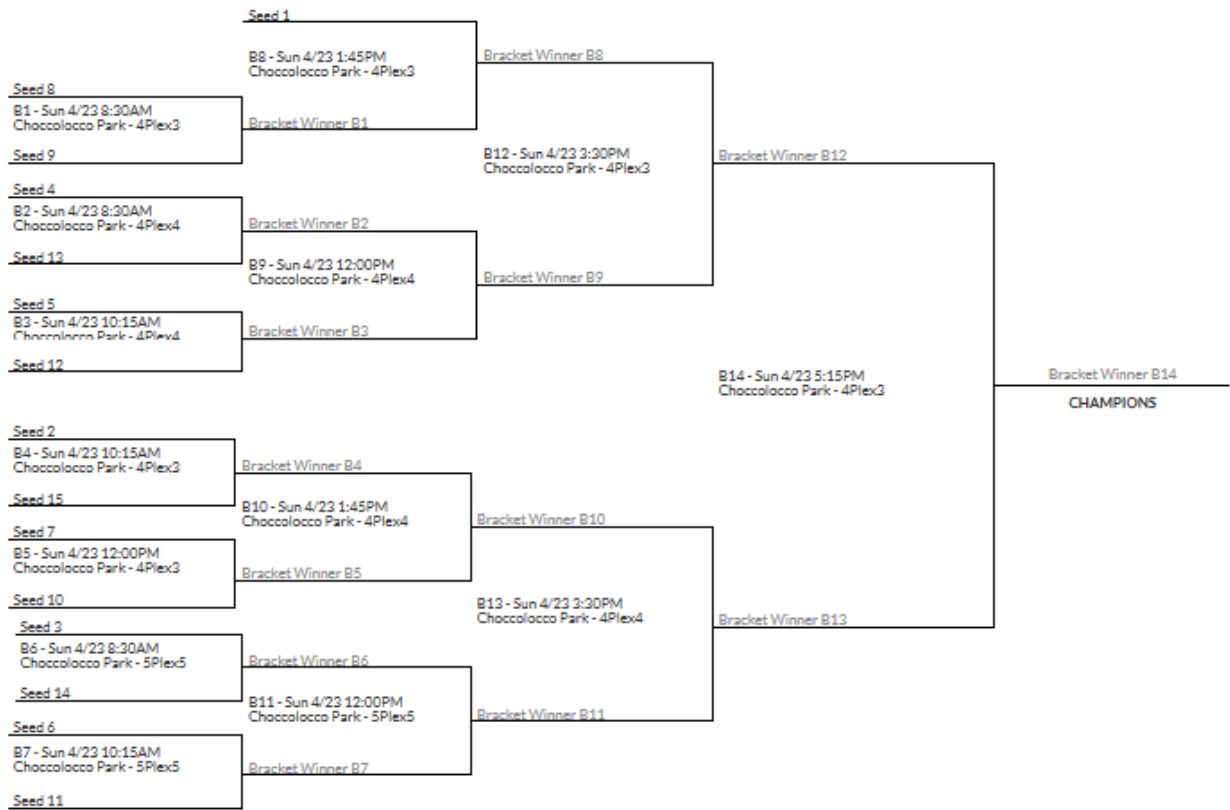 Seed 1
B8 - Sun 4/23 1:45PM
Choccolocco Park - 4Plex3
Bracket Winner B8
Seed 8
B1 - Sun 4/23 8:30AM
Choccolocco Park - 4Plex3
Bracket Winner B1
Seed 9
B12 - Sun 4/23 3:30PM
Choccolocco Park - 4Plex3
Bracket Winner B12
Seed 4
B2 - Sun 4/23 8:30AM
Choccolocco Park - 4Plex4
Bracket Winner B2
Seed 13
B9 - Sun 4/23 12:00PM
Choccolocco Park - 4Plex4
Bracket Winner B9
Seed 5
B3 - Sun 4/23 10:15AM
Choccolocco Park - 4Plex4
Bracket Winner B3
Seed 12
B14 - Sun 4/23 5:15PM
Choccolocco Park - 4Plex3
Bracket Winner B14
CHAMPIONS
Seed 2
B4 - Sun 4/23 10:15AM
Choccolocco Park - 4Plex3
Bracket Winner B4
Seed 15
B10 - Sun 4/23 1:45PM
Choccolocco Park - 4Plex4
Bracket Winner B10
Seed 7
B5 - Sun 4/23 12:00PM
Choccolocco Park - 4Plex3
Bracket Winner B5
Seed 10
B13 - Sun 4/23 3:30PM
Choccolocco Park - 4Plex4
Bracket Winner B13
Seed 3
B6 - Sun 4/23 8:30AM
Choccolocco Park - 5Plex5
Bracket Winner B6
Seed 14
B11 - Sun 4/23 12:00PM
Choccolocco Park - 5Plex5
Bracket Winner B11
Seed 6
B7 - Sun 4/23 10:15AM
Choccolocco Park - 5Plex5
Bracket Winner B7
Seed 11